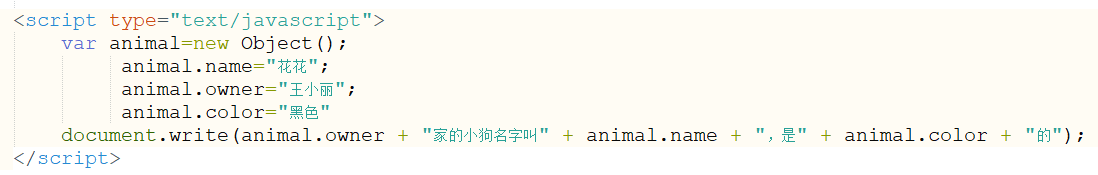 <script type="text/javascript">
    var animal=new Object();
         animal.name="花花";
         animal.owner="王小丽";
         animal.color="黑色"
    document.write(animal.owner + "家的小狗名字叫" + animal.name + "，是" + animal.color + "的");
</script>